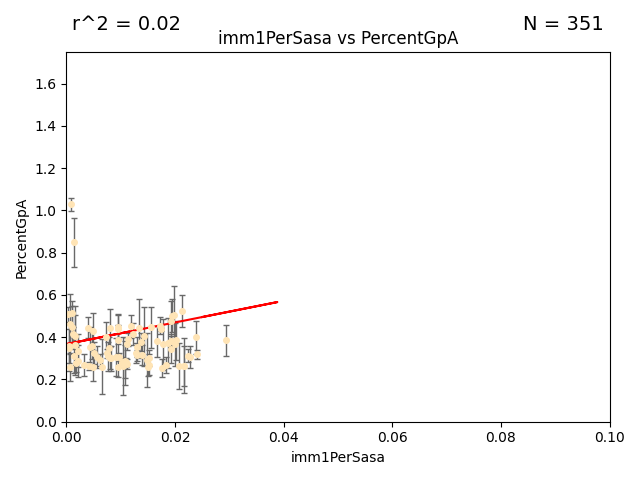 r^2 = 0.02
N = 351
imm1PerSasa vs PercentGpA
1.6
1.4
1.2
1.0
0.8
0.6
0.4
0.2
0.0
PercentGpA
0.00 0.02 0.04 0.06 0.08 0.10
imm1PerSasa